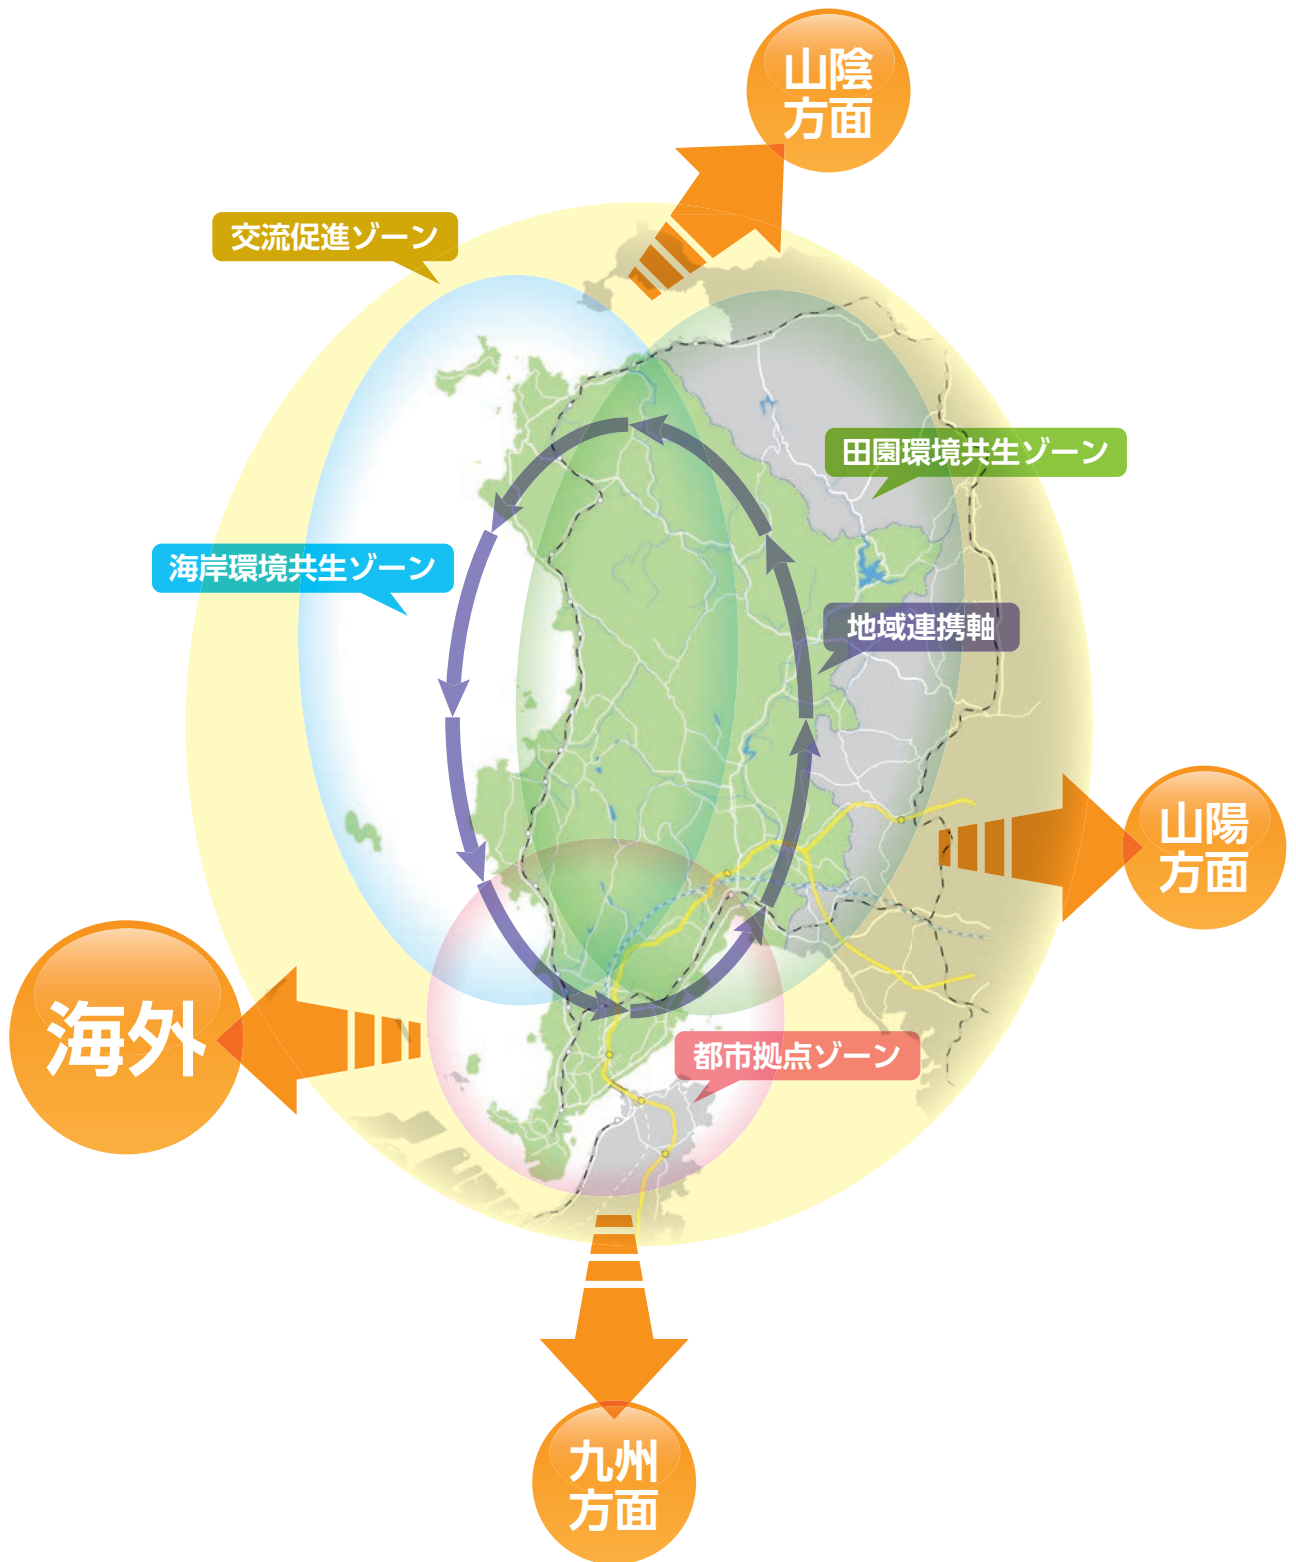 山陰
方面
交流促進ゾーン
田園環境共生ゾーン
海岸環境共生ゾーン
地域連携軸
山陽
方面
海外
都市拠点ゾーン
九州
方面